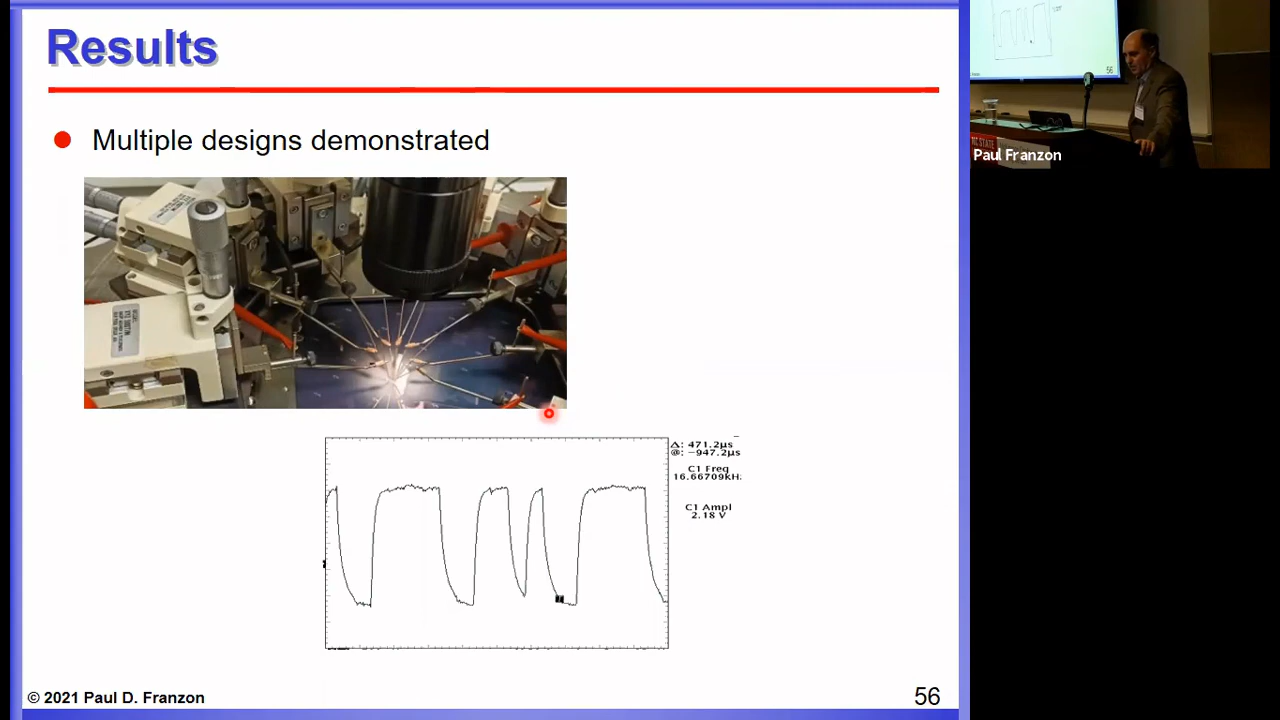 Results
Multiple designs demonstrated
Δ: 471.2µs
@: −947.2µs
C1 Freq
16.66709kH
C1 Ampl
2.18 V
© 2021 Paul D. Franzon
56
56
Paul Franzon